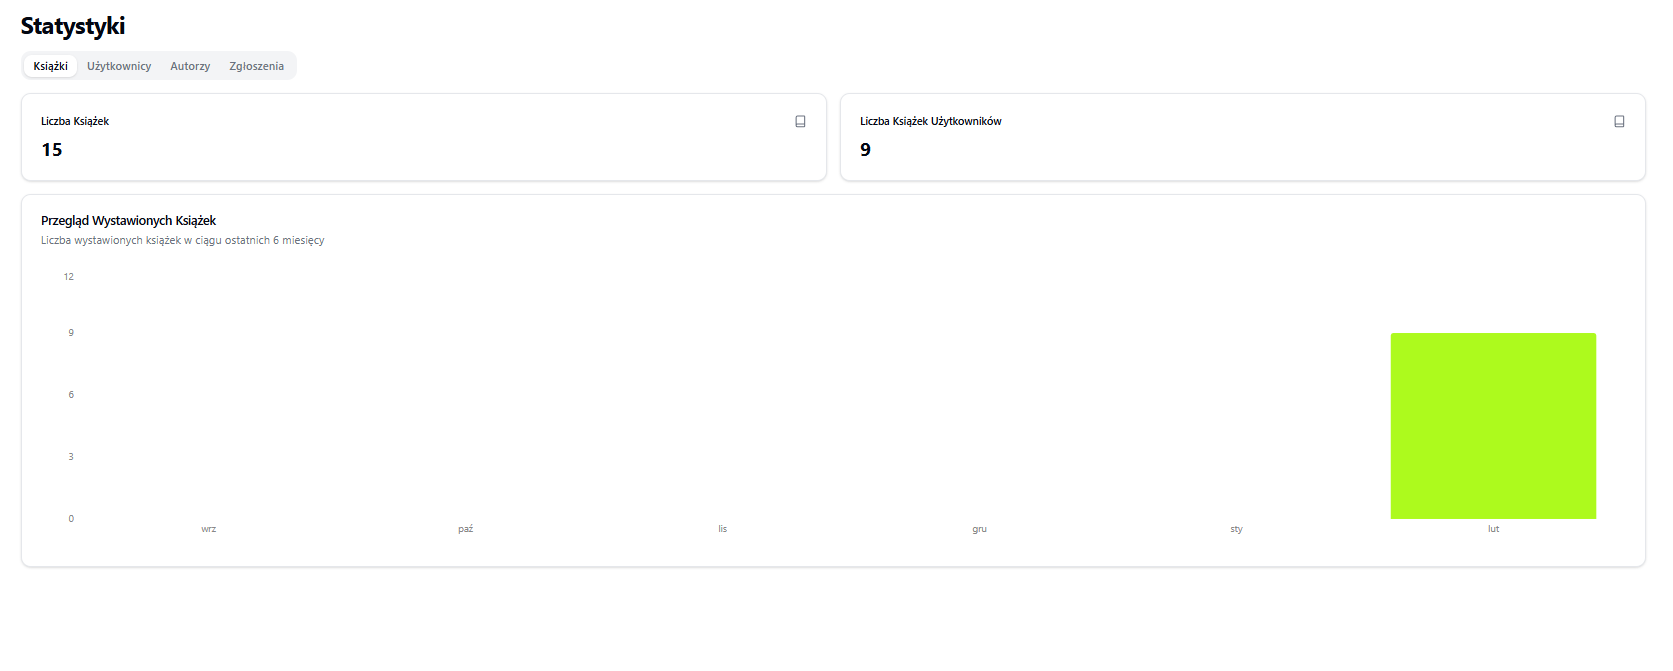 Statystyki
Książki Użytkownicy Autorzy Zgłoszenia
Liczba Książek
15
Liczba Książek Użytkowników
9
Przegląd Wystawionych Książek
Liczba wystawionych książek w ciągu ostatnich 6 miesięcy
12
9
6
3
0
wrz paź lis gru sty lut